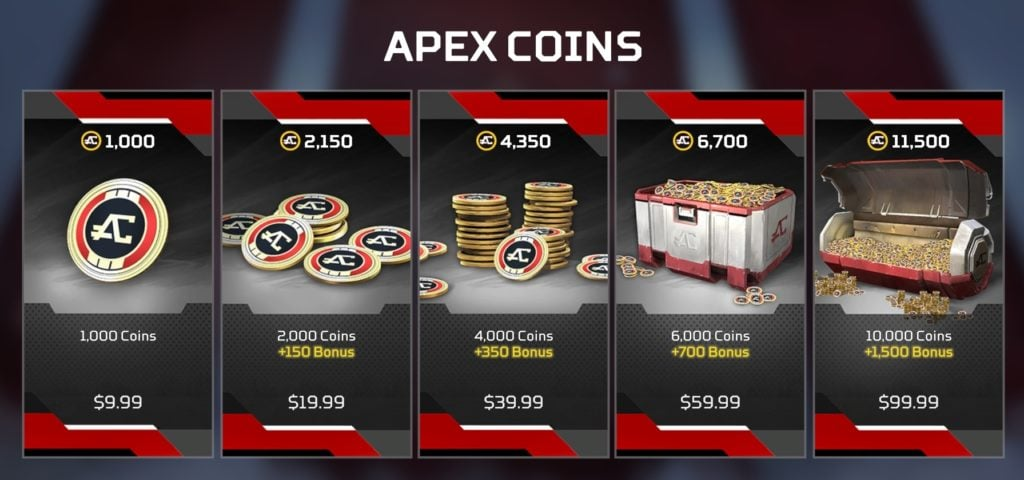 APEX COINS
1,000
2,150
4,350
6,700
11,500
1,000 Coins
2,000 Coins
+150 Bonus
4,000 Coins
+350 Bonus
6,000 Coins
+700 Bonus
10,000 Coins
+1,500 Bonus
$9.99
$19.99
$39.99
$59.99
$99.99